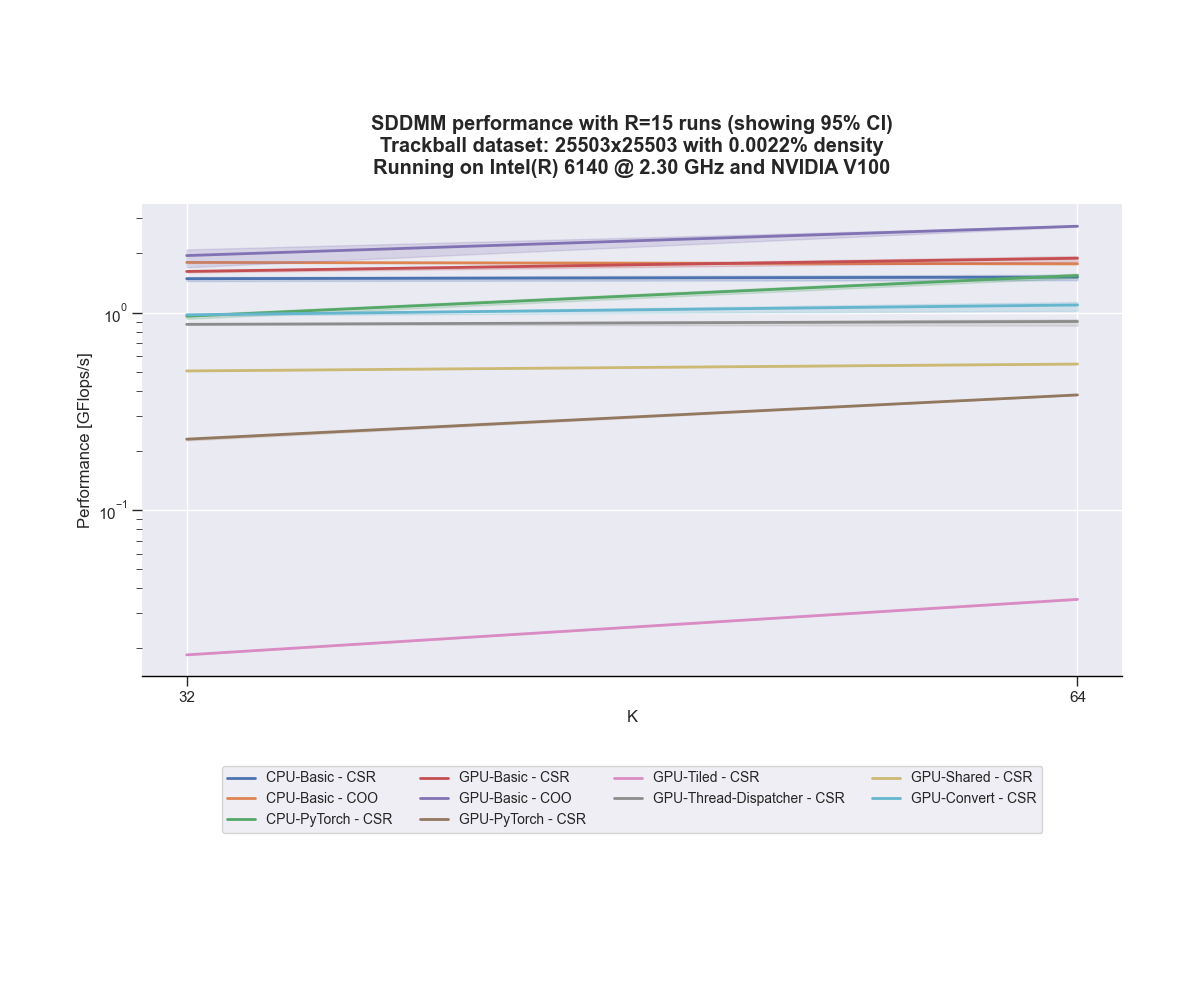 SDDMM performance with R=15 runs (showing 95% CI)
Trackball dataset: 25503x25503 with 0.0022% density
Running on Intel(R) 6140 @ 2.30 GHz and NVIDIA V100
Performance [GFlops/s]
10^0
10^−1
32 64
K
CPU-Basic - CSR GPU-Basic - CSR GPU-Tiled - CSR GPU-Shared - CSR
CPU-Basic - COO GPU-Basic - COO GPU-Thread-Dispatcher - CSR GPU-Convert - CSR
CPU-PyTorch - CSR GPU-PyTorch - CSR